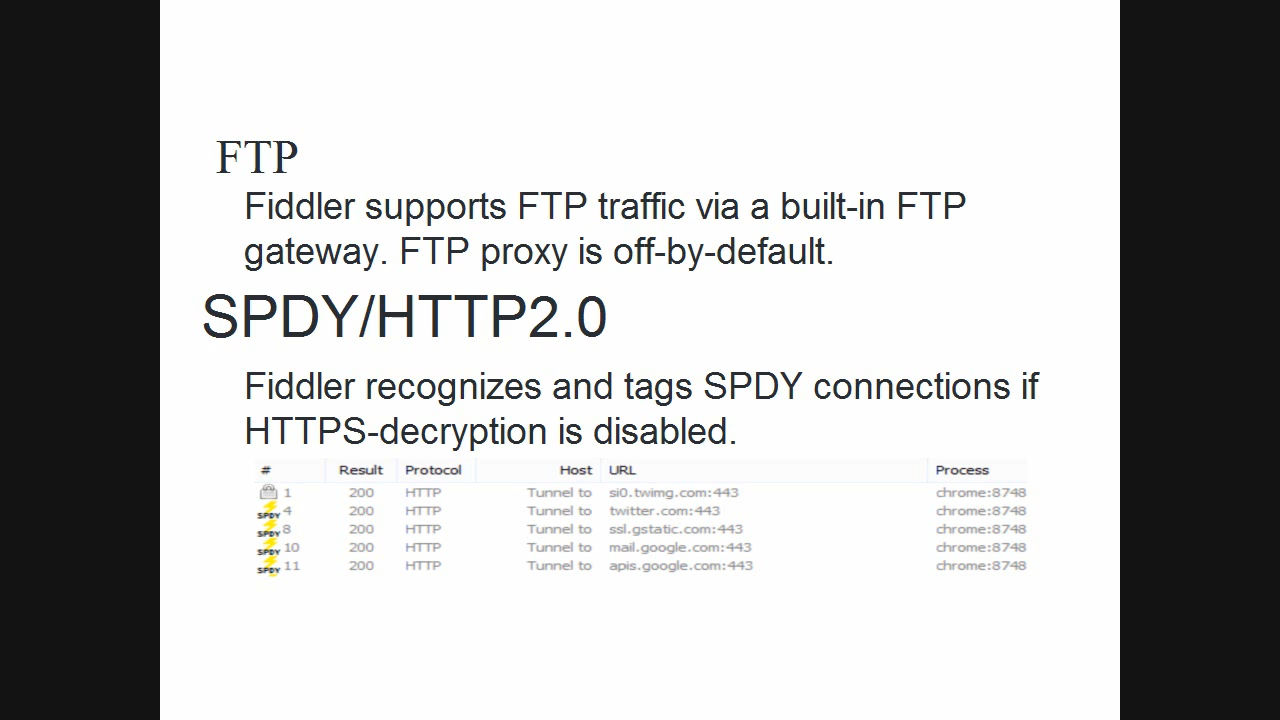 FTP
Fiddler supports FTP traffic via a built-in FTP
gateway. FTP proxy is off-by-default.
SPDY/HTTP2.0
Fiddler recognizes and tags SPDY connections if
HTTPS-decryption is disabled.
# Result Protocol Host URL Process
1 200 HTTP Tunnel to si0.twimg.com:443 chrome:8748
SPDY 4 200 HTTP Tunnel to twitter.com:443 chrome:8748
SPDY 8 200 HTTP Tunnel to ssl.gstatic.com:443 chrome:8748
SPDY 10 200 HTTP Tunnel to mail.google.com:443 chrome:8748
SPDY 11 200 HTTP Tunnel to apis.google.com:443 chrome:8748